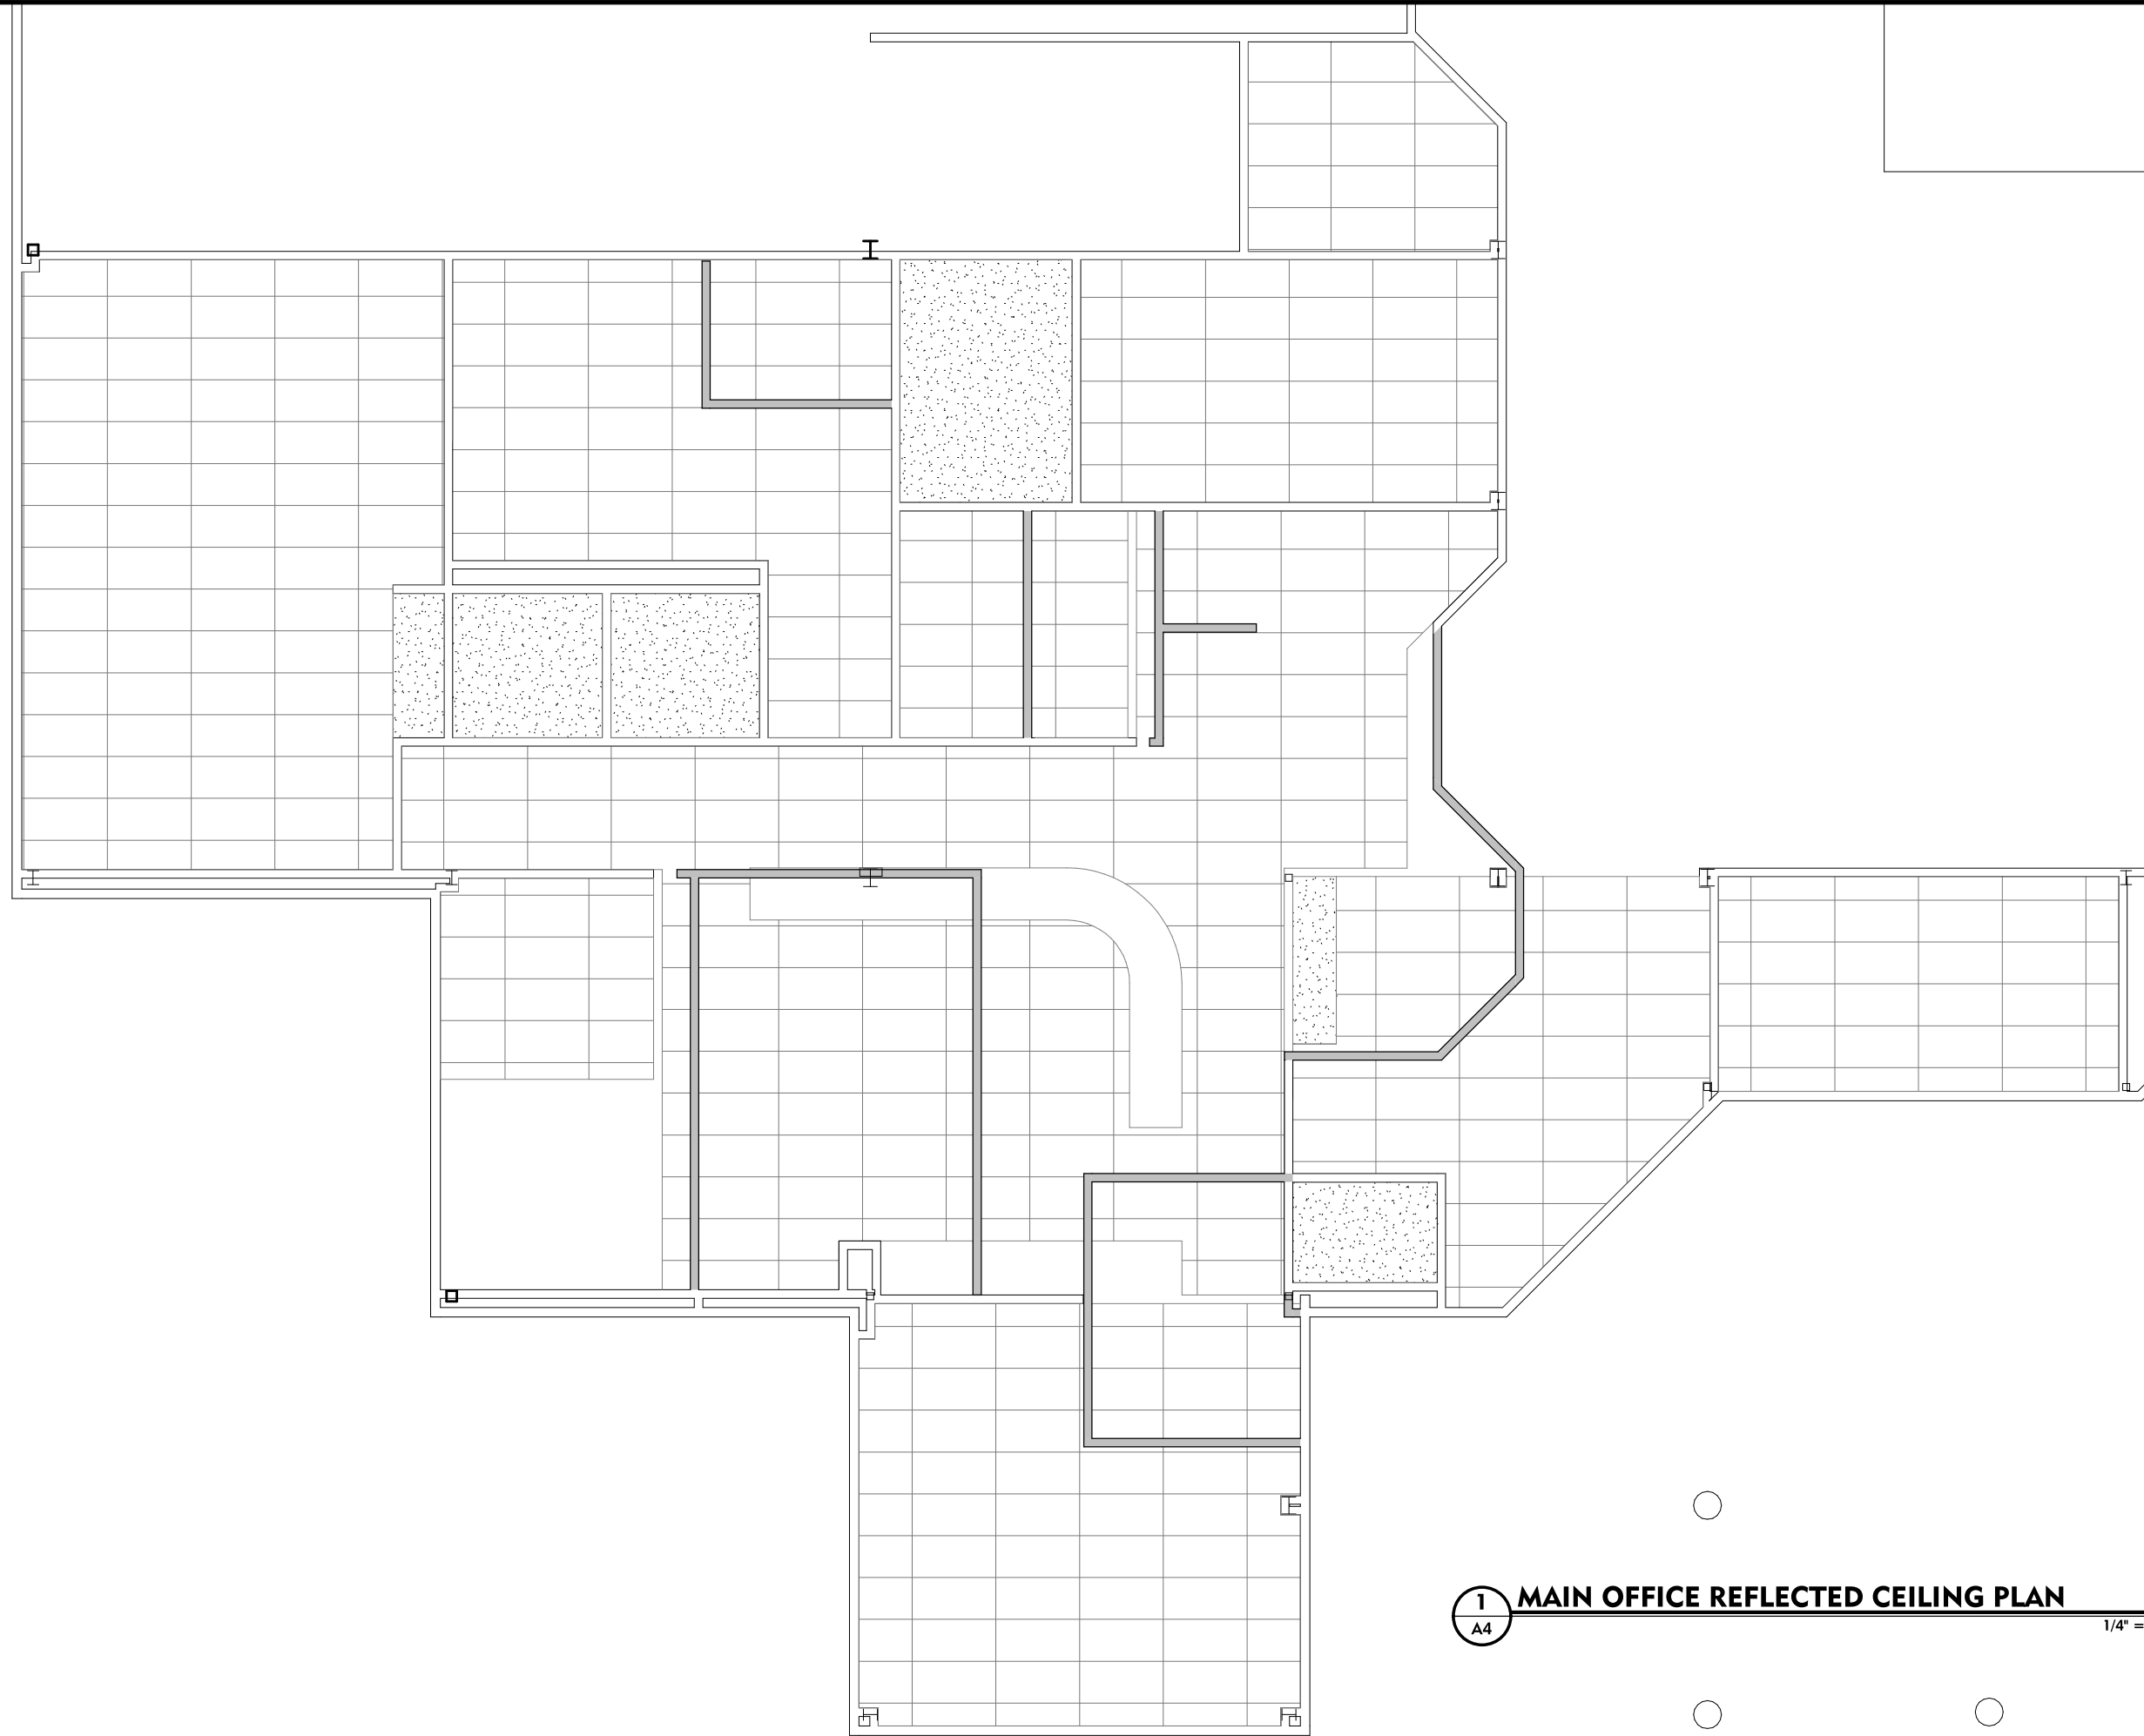 1
A4
MAIN OFFICE REFLECTED CEILING PLAN
1/4" =